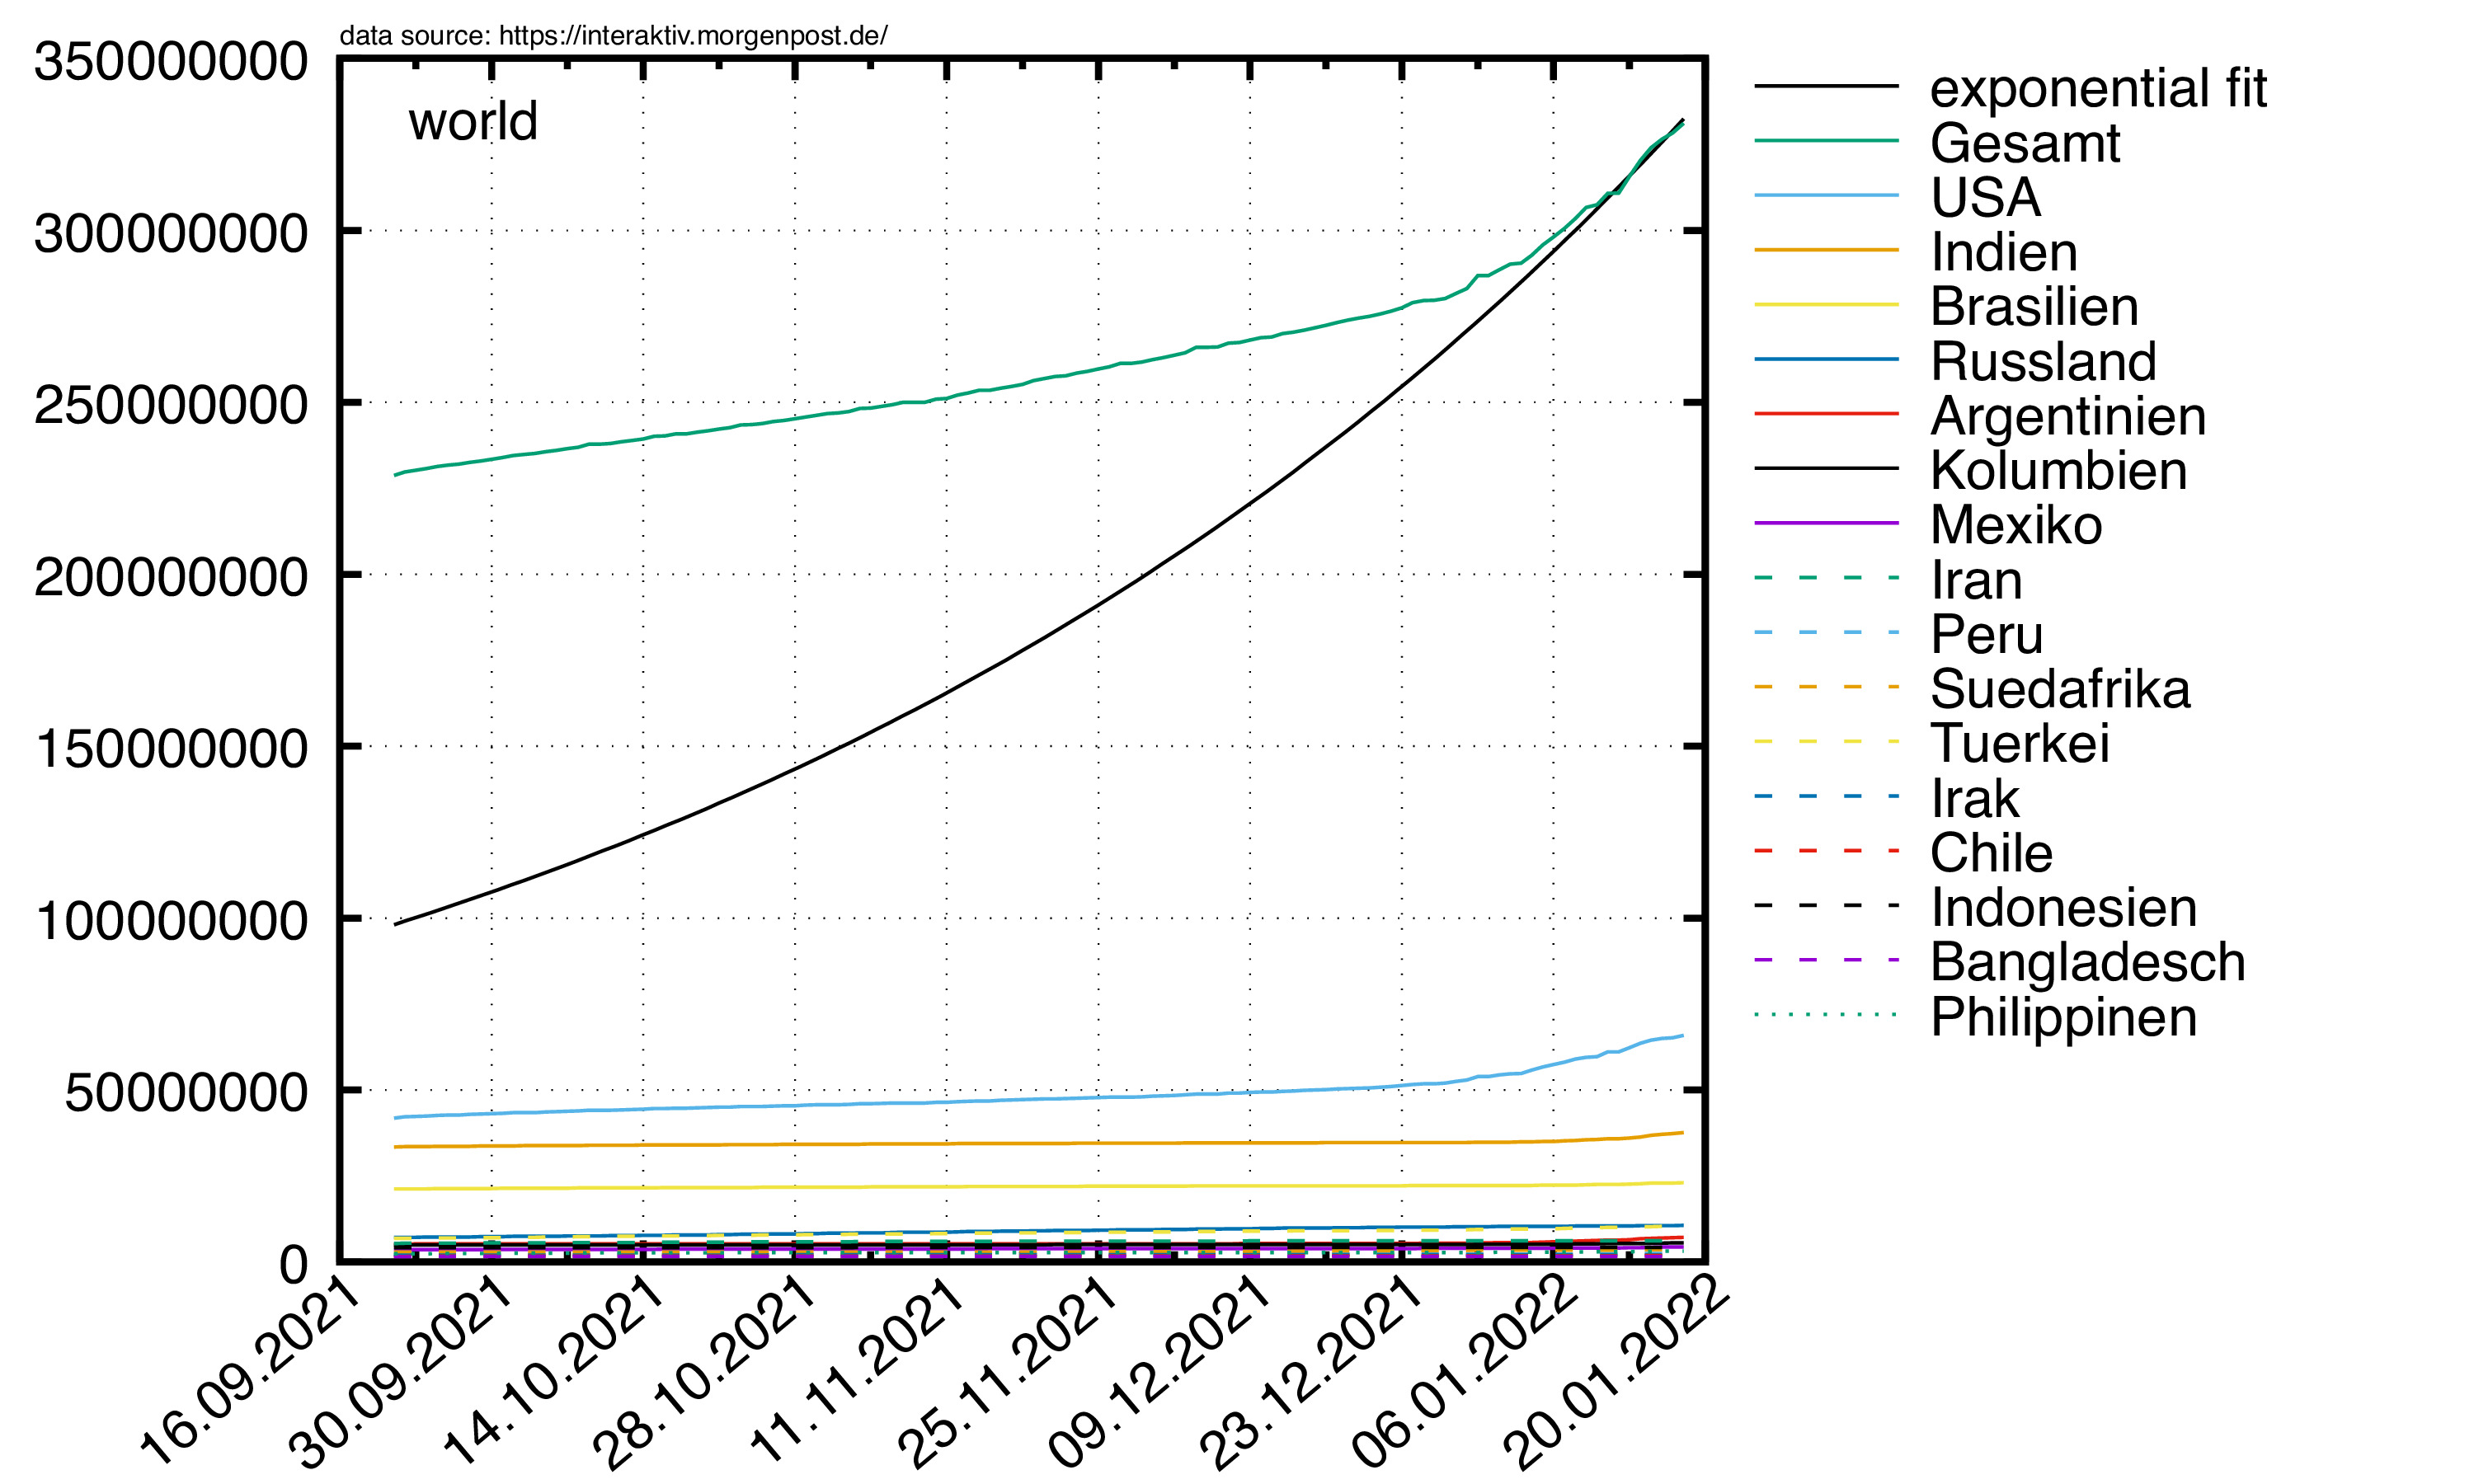 data source: https://interaktiv.morgenpost.de/
world
350000000
300000000
250000000
200000000
150000000
100000000
50000000
0
16.09.2021
30.09.2021
14.10.2021
28.10.2021
11.11.2021
25.11.2021
09.12.2021
23.12.2021
06.01.2022
20.01.2022
exponential fit
Gesamt
USA
Indien
Brasilien
Russland
Argentinien
Kolumbien
Mexiko
Iran
Peru
Suedafrika
Tuerkei
Irak
Chile
Indonesien
Bangladesch
Philippinen